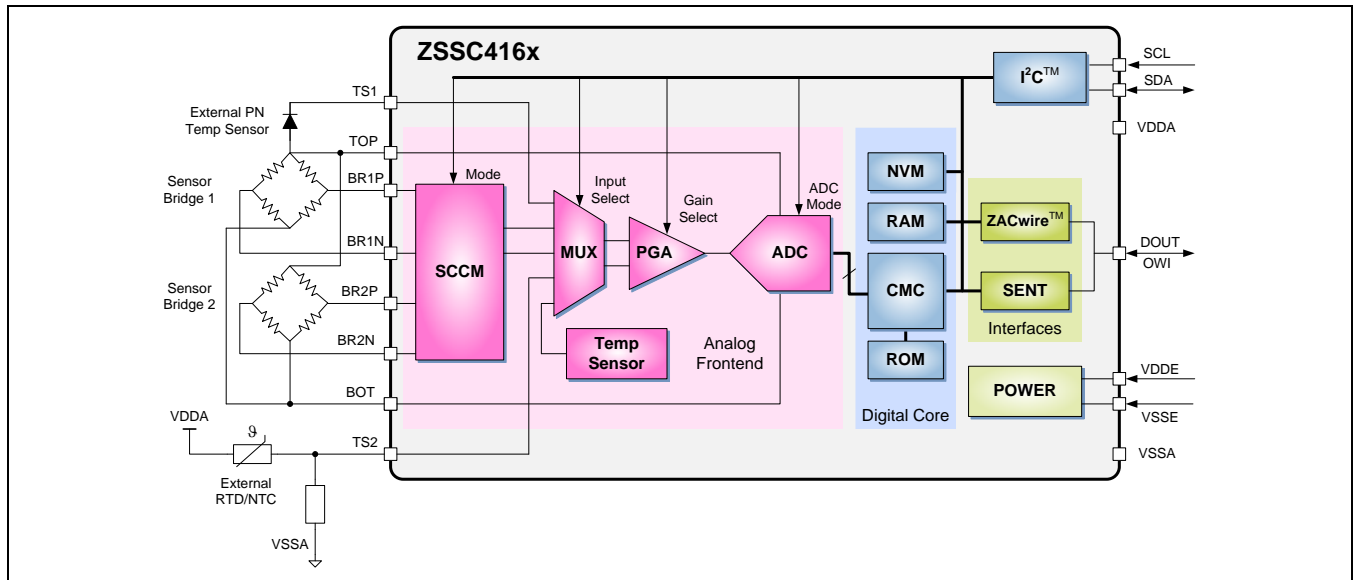 ZSSC416x
I²C™
SCL
SDA
VDDA
TS1
External PN
Temp Sensor
TOP
Sensor
Bridge 1
BR1P
BR1N
Sensor
Bridge 2
BR2P
BR2N
BOT
VDDA
ϑ
TS2
External
RTD/NTC
VSSA
Mode
SCCM
Input
Select
MUX
Gain
Select
PGA
ADC
Mode
ADC
Temp
Sensor
Analog
Frontend
NVM
RAM
CMC
ROM
Digital Core
ZACwire™
SENT
Interfaces
DOUT
OWI
POWER
VDDE
VSSE
VSSA